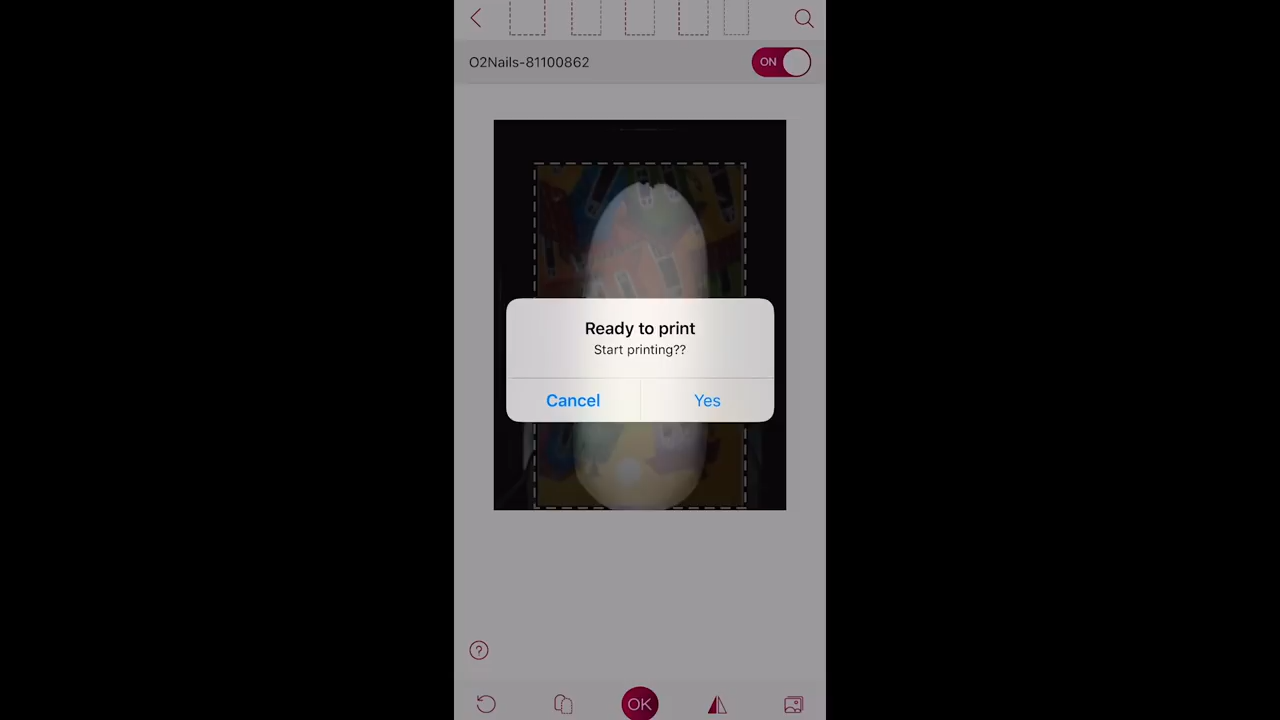 O2Nails-81100862
ON
Ready to print
Start printing??
Cancel
Yes
?
OK